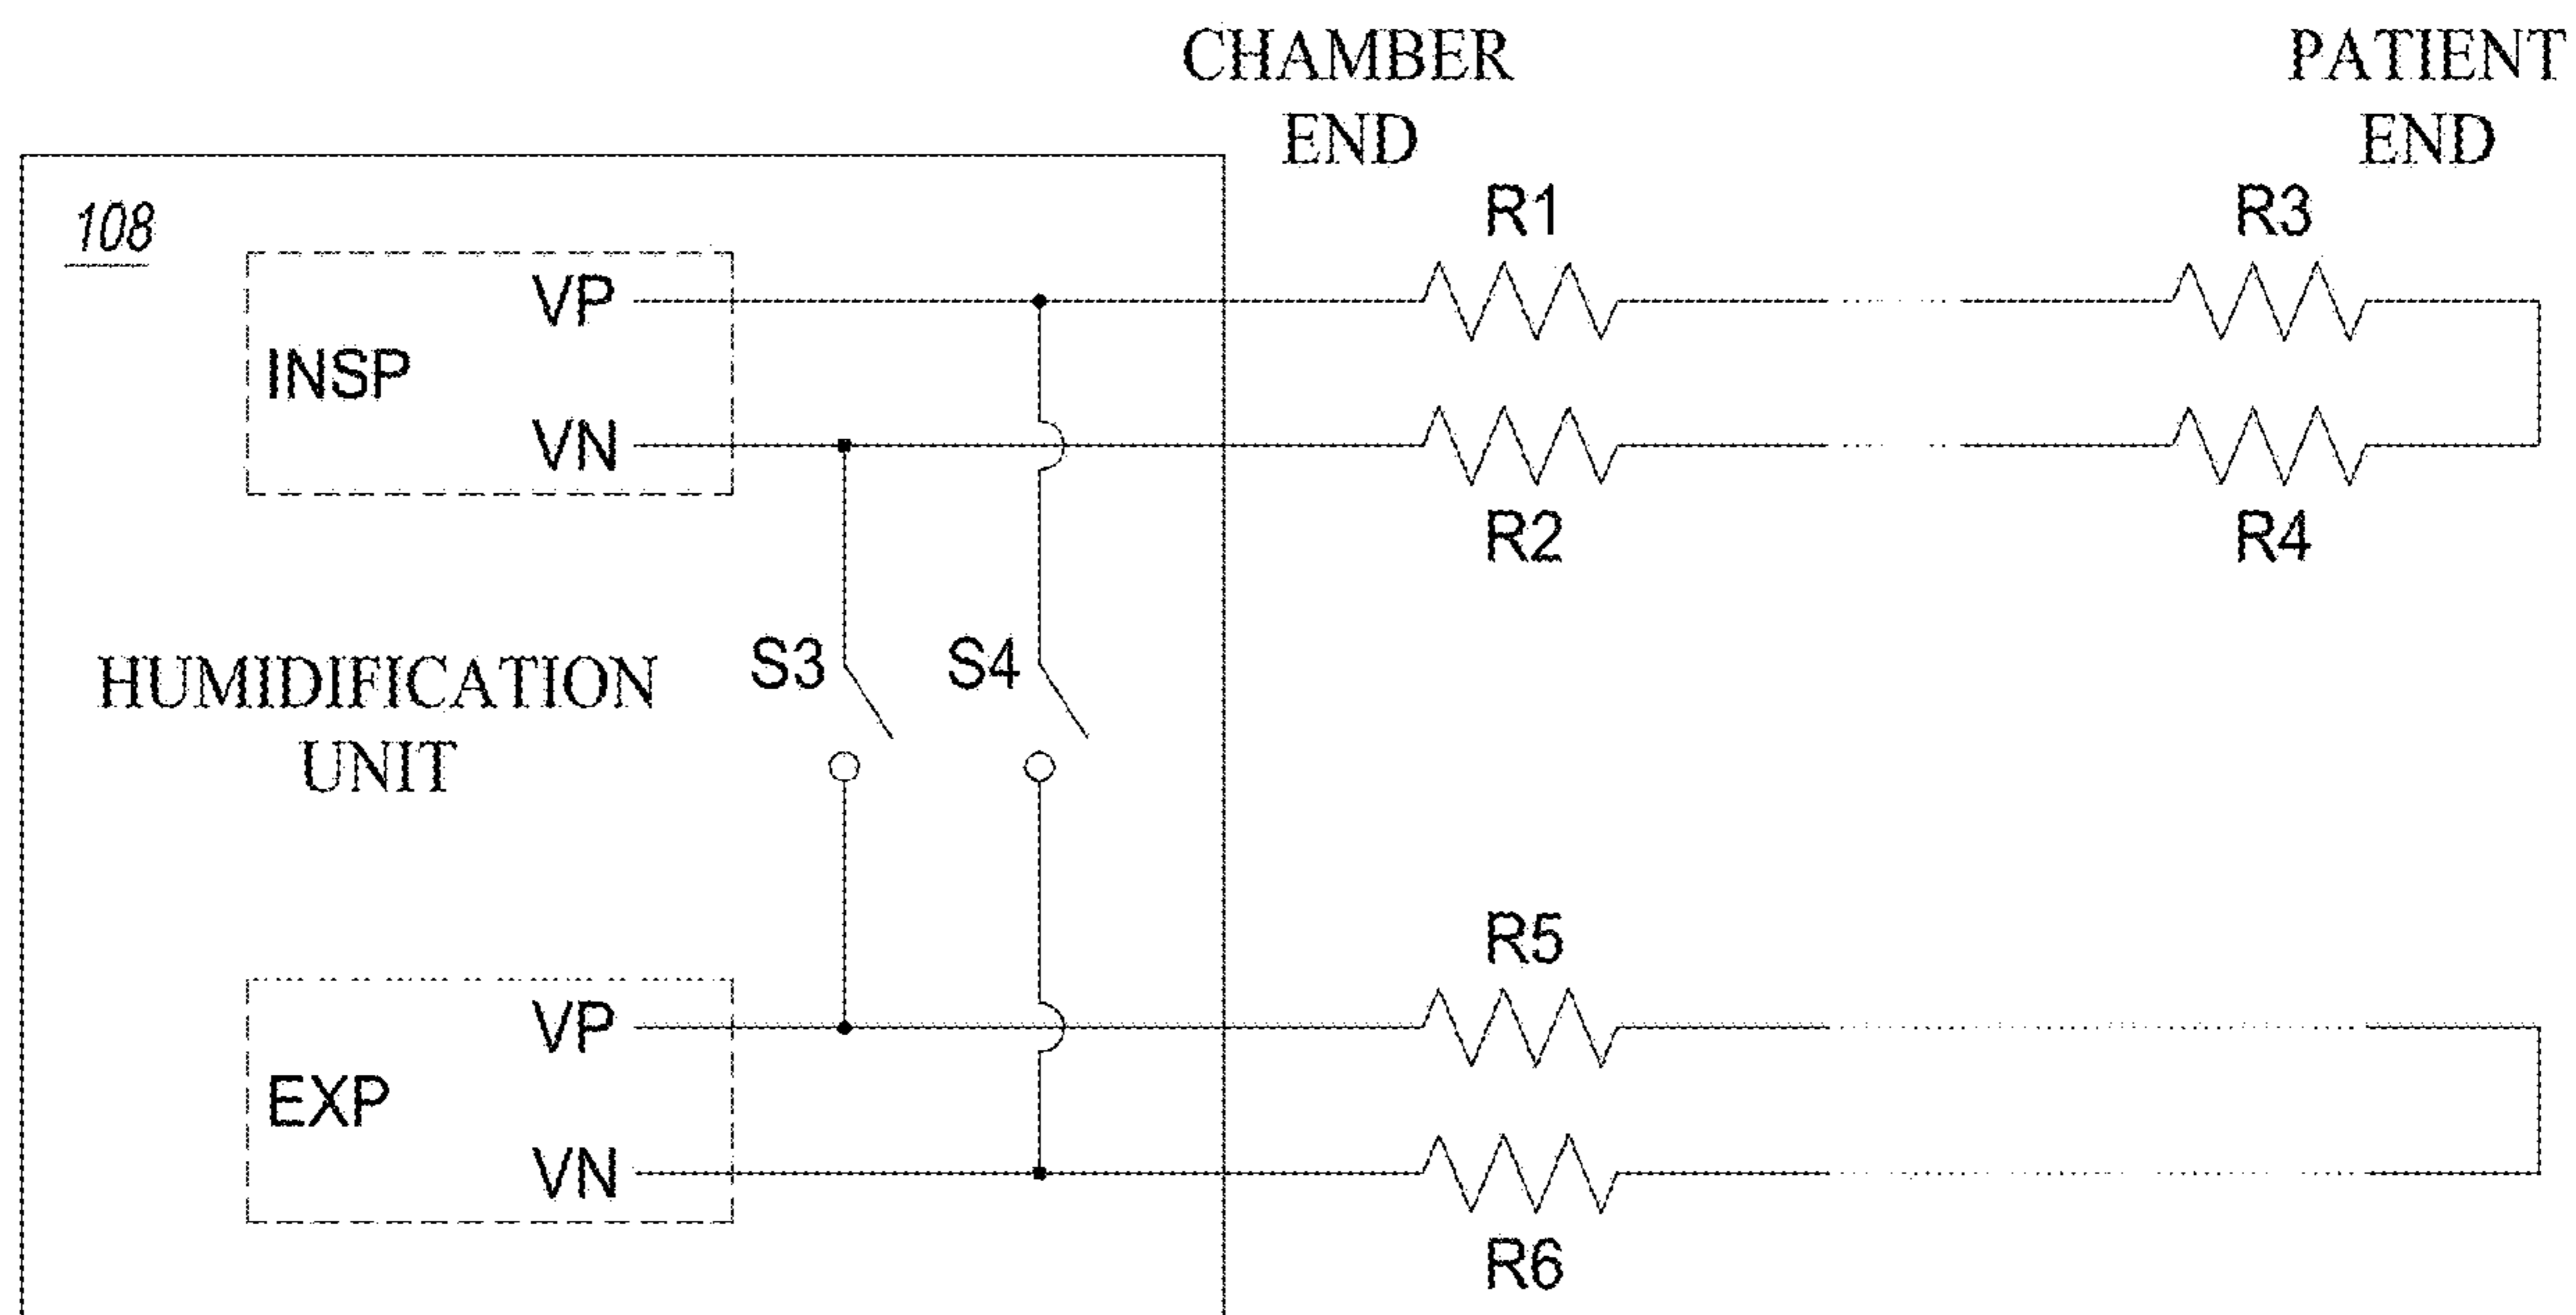 CHAMBER
END
PATIENT
END
108
R1
R3
VP
INSP
VN
R2
R4
S3
S4
HUMIDIFICATION
UNIT
R5
VP
EXP
VN
R6